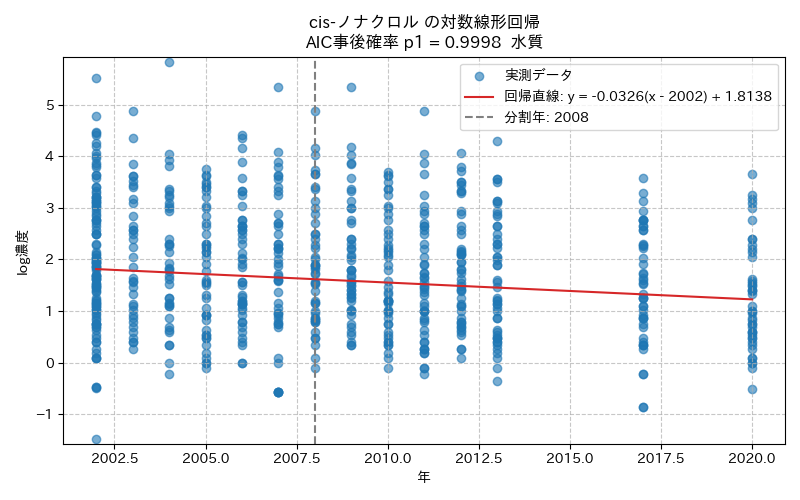 cis-ノナクロル の対数線形回帰
AIC事後確率 p1 = 0.9998 水質
実測データ
回帰直線: y = -0.0326(x - 2002) + 1.8138
分割年: 2008
log濃度
5
4
3
2
1
0
−1
2002.5 2005.0 2007.5 2010.0 2012.5 2015.0 2017.5 2020.0
年